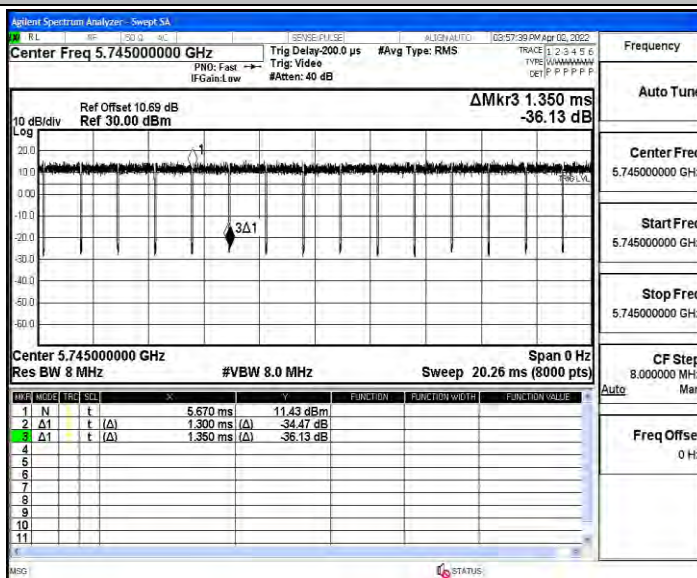 Agilent Spectrum Analyzer - Swept SA
RL RF 50 Ω AC SENSE:PULSE ALIGN AUTO 03:57:39 PM Apr 02, 2022
Center Freq 5.745000000 GHz
PNO: Fast
IFGain:Low
Trig Delay-200.0 µs
Trig: Video
#Atten: 40 dB
#Avg Type: RMS
TRACE 1 2 3 4 5 6
TYPE WWWWWW
DET P P P P P P
Ref Offset 10.69 dB
Ref 30.00 dBm
10 dB/div
Log
ΔMkr3 1.350 ms
-36.13 dB
20.0
10.0
0.00
-10.0
-20.0
-30.0
-40.0
-50.0
-60.0
1
TRIG LVL
3Δ1
Center 5.745000000 GHz Span 0 Hz
Res BW 8 MHz #VBW 8.0 MHz Sweep 20.26 ms (8000 pts)
MKR MODE TRC SCL X Y FUNCTION FUNCTION WIDTH FUNCTION VALUE
1 N t 5.670 ms 11.43 dBm
2 Δ1 t (Δ) 1.300 ms (Δ) -34.47 dB
3 Δ1 t (Δ) 1.350 ms (Δ) -36.13 dB
4
5
6
7
8
9
10
11
MSG STATUS
Frequency
Auto Tune
Center Freq
5.745000000 GHz
Start Freq
5.745000000 GHz
Stop Freq
5.745000000 GHz
CF Step
8.000000 MHz
Auto Man
Freq Offset
0 Hz